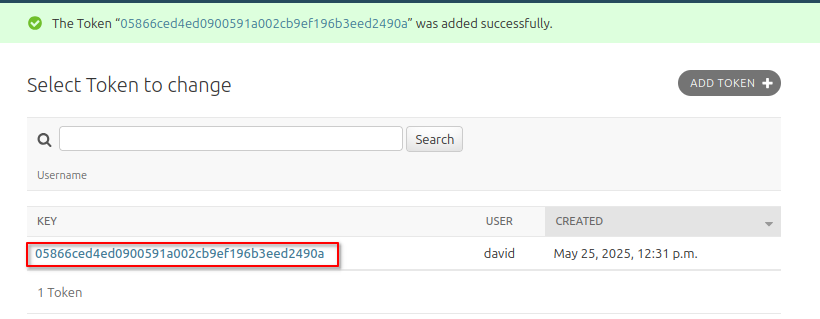 The Token “05866ced4ed0900591a002cb9ef196b3eed2490a” was added successfully.
Select Token to change
ADD TOKEN
Search
Username
KEY USER CREATED
05866ced4ed0900591a002cb9ef196b3eed2490a david May 25, 2025, 12:31 p.m.
1 Token